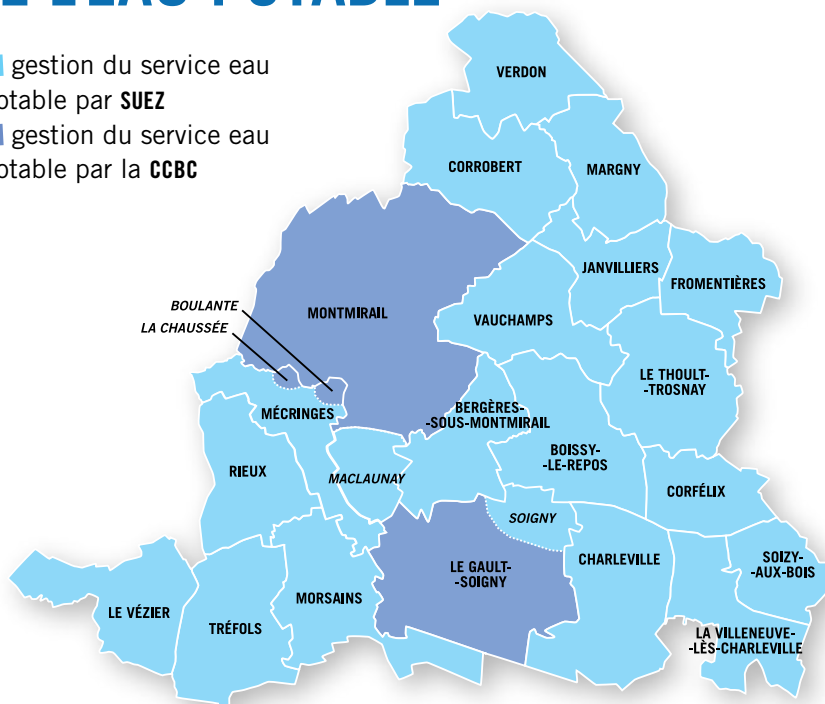 L'EAU POTABLE
gestion du service eau
otable par SUEZ
gestion du service eau
otable par la CCBC
VERDON
CORROBERT
MARGNY
JANVILLIERS
FROMENTIÈRES
BOULANTE
LA CHAUSSÉE
MONTMIRAIL
VAUCHAMPS
LE THOULT-
-TROSNAY
MÉCRINGES
BERGÈRES-
-SOUS-MONTMIRAIL
BOISSY-
-LE-REPOS
RIEUX
MACLAUNAY
CORFÉLIX
SOIGNY
LE GAULT-
-SOIGNY
CHARLEVILLE
SOIZY-
-AUX-BOIS
LE VÉZIER
TRÉFOLS
MORSAINS
LA VILLENEUVE-
-LÈS-CHARLEVILLE